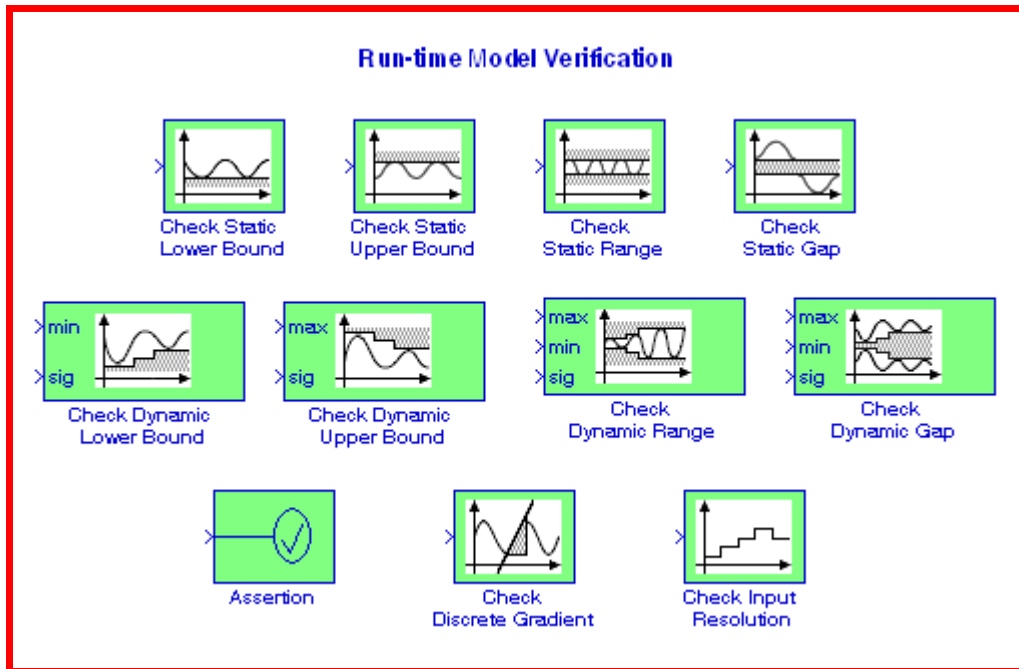 Run-time Model Verification
Check Static
Lower Bound
Check Static
Upper Bound
Check
Static Range
Check
Static Gap
min
sig
Check Dynamic
Lower Bound
max
sig
Check Dynamic
Upper Bound
max
min
sig
Check
Dynamic Range
max
min
sig
Check
Dynamic Gap
Assertion
Check
Discrete Gradient
Check Input
Resolution